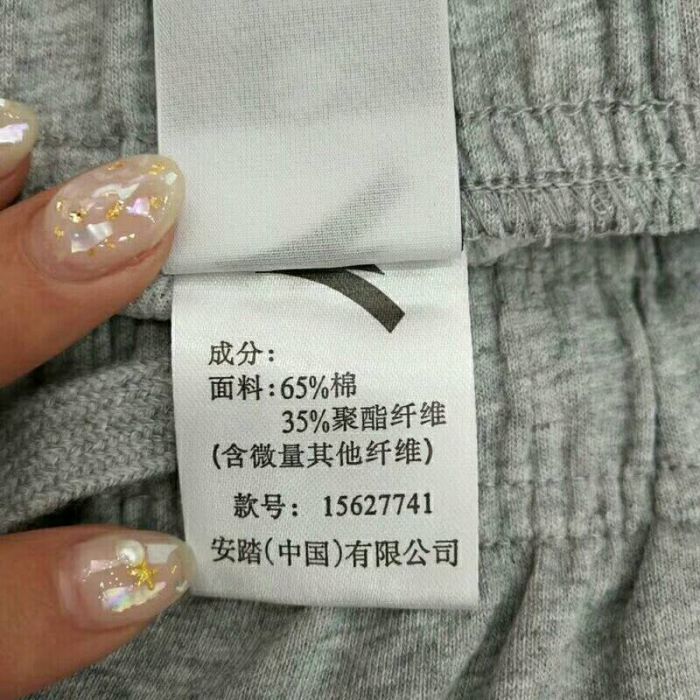 成分:
面料:65%棉
35%聚酯纤维
(含微量其他纤维)
款号: 15627741
安踏(中国)有限公司